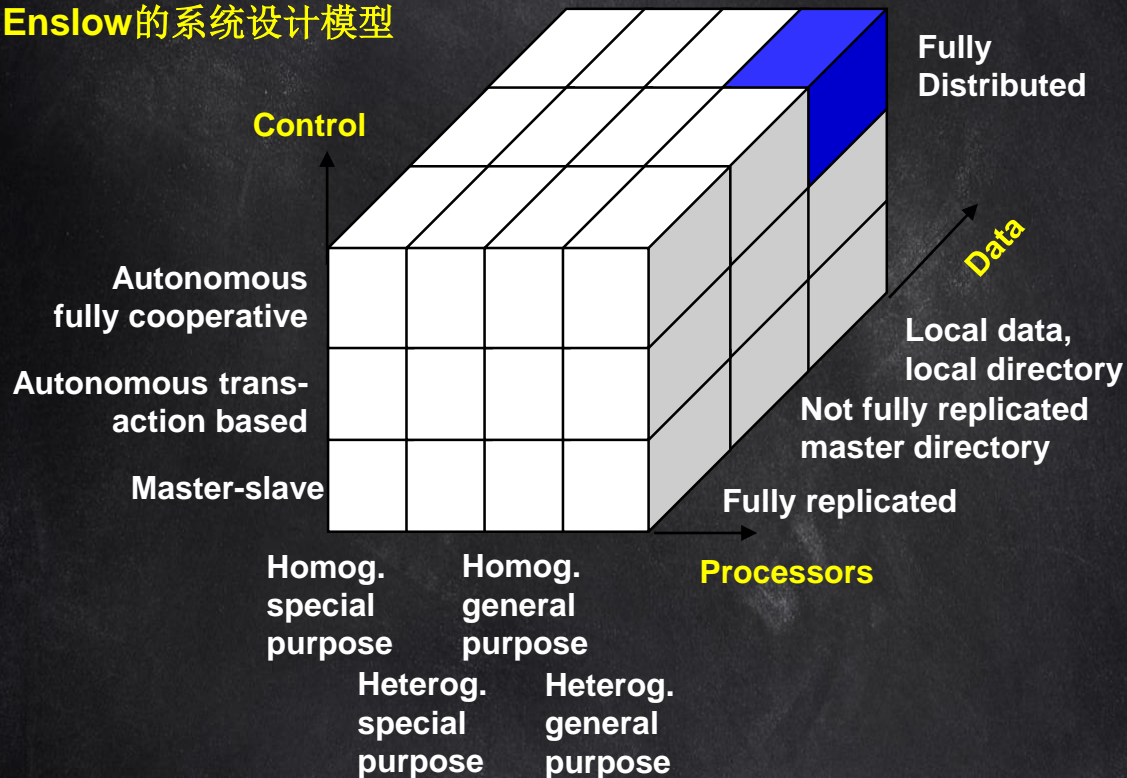 Enslow的系统设计模型
Fully
Distributed
Control
Data
Autonomous
fully cooperative
Local data,
local directory
Autonomous trans-
action based
Not fully replicated
master directory
Master-slave
Fully replicated
Processors
Homog.
special
purpose
Homog.
general
purpose
Heterog.
special
purpose
Heterog.
general
purpose